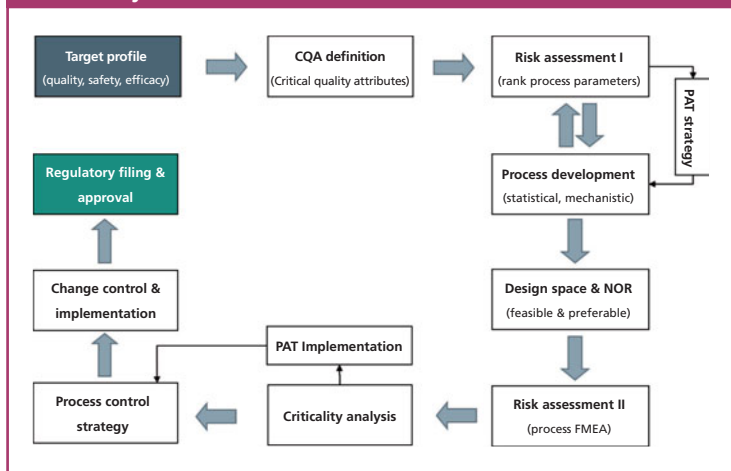 Target profile
(quality, safety, efficacy)
CQA definition
(Critical quality attributes)
Risk assessment I
(rank process parameters)
PAT strategy
Regulatory filing &
approval
Process development
(statistical, mechanistic)
Change control &
implementation
Design space & NOR
(feasible & preferable)
PAT Implementation
Process control
strategy
Criticality analysis
Risk assessment II
(process FMEA)